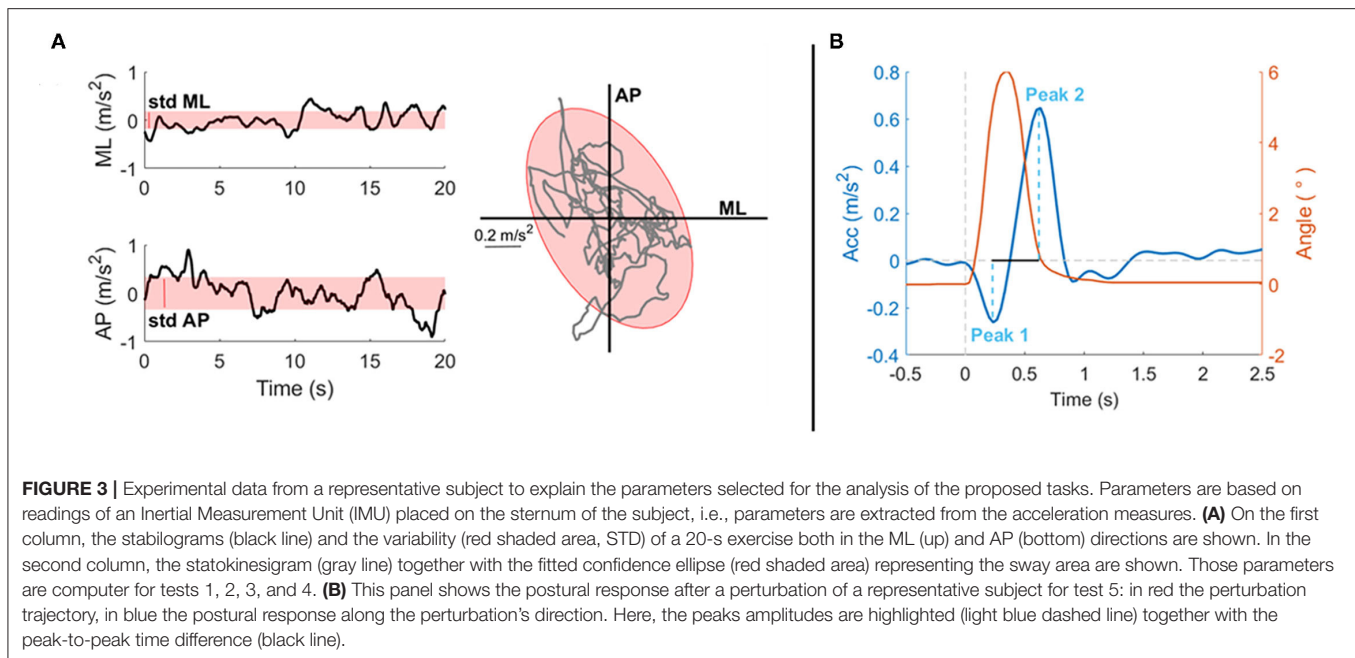 A
1
std ML
ML (m/s²)
0
-1
0 5 10 15 20
1
AP (m/s²)
0
std AP
-1
0 5 10 15 20
Time (s)
AP
ML
0.2 m/s²
B
0.8
0.6
0.4
0.2
0
-0.2
-0.4
Acc (m/s²)
Peak 2
Peak 1
6
4
2
0
-2
Angle (°)
-0.5 0 0.5 1 1.5 2 2.5
Time (s)
FIGURE 3 | Experimental data from a representative subject to explain the parameters selected for the analysis of the proposed tasks. Parameters are based on
readings of an Inertial Measurement Unit (IMU) placed on the sternum of the subject, i.e., parameters are extracted from the acceleration measures. (A) On the first
column, the stabilograms (black line) and the variability (red shaded area, STD) of a 20-s exercise both in the ML (up) and AP (bottom) directions are shown. In the
second column, the statokinesigram (gray line) together with the fitted confidence ellipse (red shaded area) representing the sway area are shown. Those parameters
are computer for tests 1, 2, 3, and 4. (B) This panel shows the postural response after a perturbation of a representative subject for test 5: in red the perturbation
trajectory, in blue the postural response along the perturbation's direction. Here, the peaks amplitudes are highlighted (light blue dashed line) together with the
peak-to-peak time difference (black line).